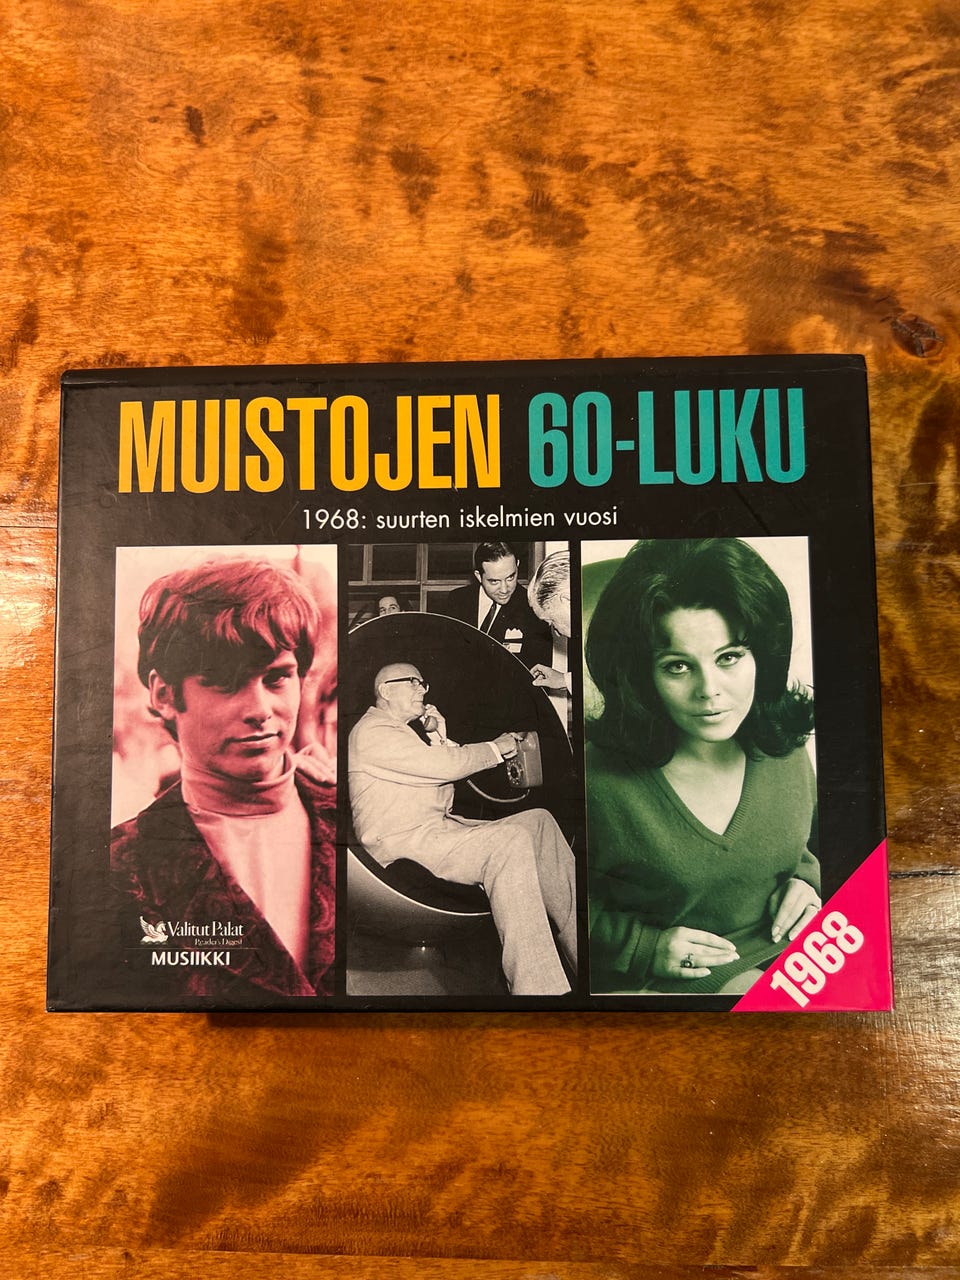 MUISTOJEN 60-LUKU
1968: suurten iskelmien vuosi
Valitut Palat
Reader's Digest
MUSIIKKI
1968